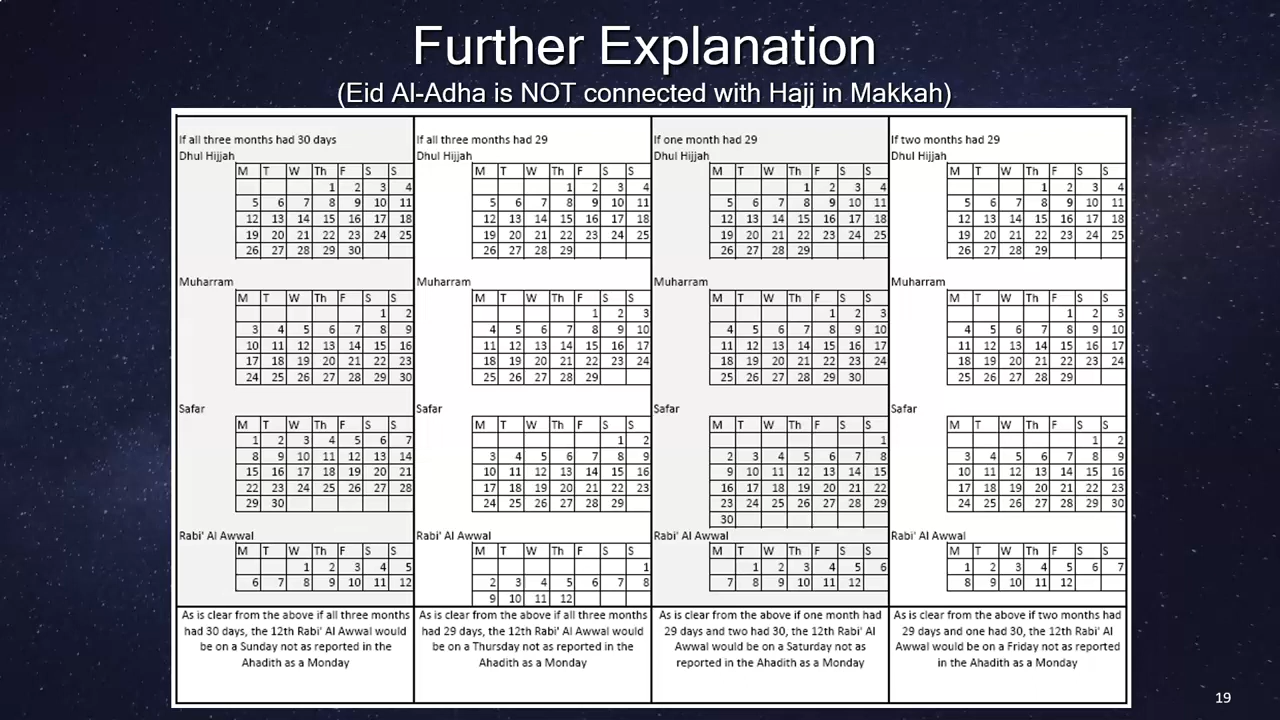 Further Explanation
(Eid Al-Adha is NOT connected with Hajj in Makkah)
If all three months had 30 days
Dhul Hijjah
M T W Th F S S
1 2 3 4
5 6 7 8 9 10 11
12 13 14 15 16 17 18
19 20 21 22 23 24 25
26 27 28 29 30
Muharram
M T W Th F S S
1 2
3 4 5 6 7 8 9
10 11 12 13 14 15 16
17 18 19 20 21 22 23
24 25 26 27 28 29 30
Safar
M T W Th F S S
1 2 3 4 5 6 7
8 9 10 11 12 13 14
15 16 17 18 19 20 21
22 23 24 25 26 27 28
29 30
Rabi' Al Awwal
M T W Th F S S
1 2 3 4 5
6 7 8 9 10 11 12
As is clear from the above if all three months
had 30 days, the 12th Rabi' Al Awwal would
be on a Sunday not as reported in the
Ahadith as a Monday
If all three months had 29
Dhul Hijjah
M T W Th F S S
1 2 3 4
5 6 7 8 9 10 11
12 13 14 15 16 17 18
19 20 21 22 23 24 25
26 27 28 29
Muharram
M T W Th F S S
1 2 3
4 5 6 7 8 9 10
11 12 13 14 15 16 17
18 19 20 21 22 23 24
25 26 27 28 29
Safar
M T W Th F S S
1 2
3 4 5 6 7 8 9
10 11 12 13 14 15 16
17 18 19 20 21 22 23
24 25 26 27 28 29
Rabi' Al Awwal
M T W Th F S S
1
2 3 4 5 6 7 8
9 10 11 12
As is clear from the above if all three months
had 29 days, the 12th Rabi' Al Awwal would
be on a Thursday not as reported in the
Ahadith as a Monday
If one month had 29
Dhul Hijjah
M T W Th F S S
1 2 3 4
5 6 7 8 9 10 11
12 13 14 15 16 17 18
19 20 21 22 23 24 25
26 27 28 29
Muharram
M T W Th F S S
1 2 3
4 5 6 7 8 9 10
11 12 13 14 15 16 17
18 19 20 21 22 23 24
25 26 27 28 29 30
Safar
M T W Th F S S
1
2 3 4 5 6 7 8
9 10 11 12 13 14 15
16 17 18 19 20 21 22
23 24 25 26 27 28 29
30
Rabi' Al Awwal
M T W Th F S S
1 2 3 4 5 6
7 8 9 10 11 12
As is clear from the above if one month had
29 days and two had 30, the 12th Rabi' Al
Awwal would be on a Saturday not as
reported in the Ahadith as a Monday
If two months had 29
Dhul Hijjah
M T W Th F S S
1 2 3 4
5 6 7 8 9 10 11
12 13 14 15 16 17 18
19 20 21 22 23 24 25
26 27 28 29
Muharram
M T W Th F S S
1 2 3
4 5 6 7 8 9 10
11 12 13 14 15 16 17
18 19 20 21 22 23 24
25 26 27 28 29
Safar
M T W Th F S S
1 2
3 4 5 6 7 8 9
10 11 12 13 14 15 16
17 18 19 20 21 22 23
24 25 26 27 28 29 30
Rabi' Al Awwal
M T W Th F S S
1 2 3 4 5 6 7
8 9 10 11 12
As is clear from the above if two months had
29 days and one had 30, the 12th Rabi' Al
Awwal would be on a Friday not as reported
in the Ahadith as a Monday
19